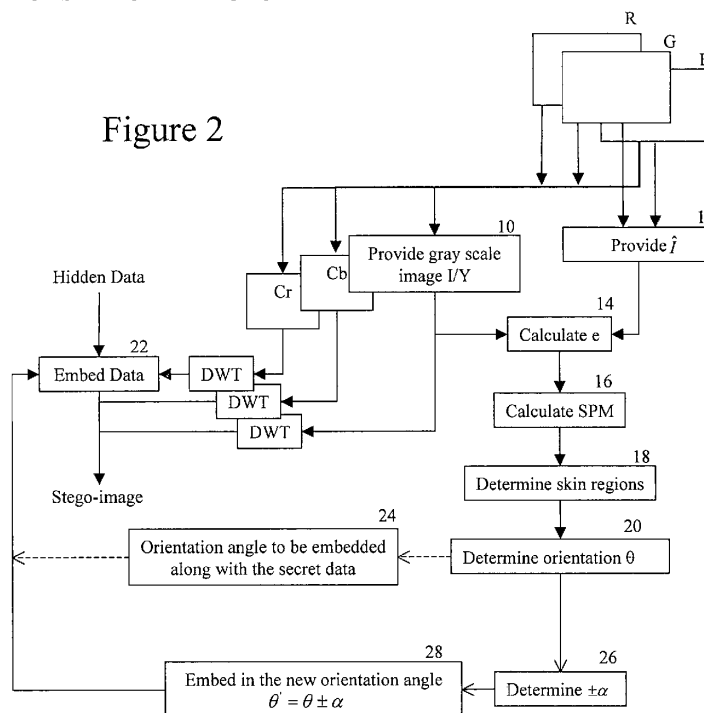 R
G
Figure 2
10
Provide gray scale
image I/Y
Provide Î
Cb
Cr
Hidden Data
14
Calculate e
22
Embed Data
DWT
DWT
DWT
16
Calculate SPM
Stego-image
18
Determine skin regions
24
Orientation angle to be embedded
along with the secret data
20
Determine orientation θ
28
Embed in the new orientation angle
θ' = θ ± α
26
Determine ±α